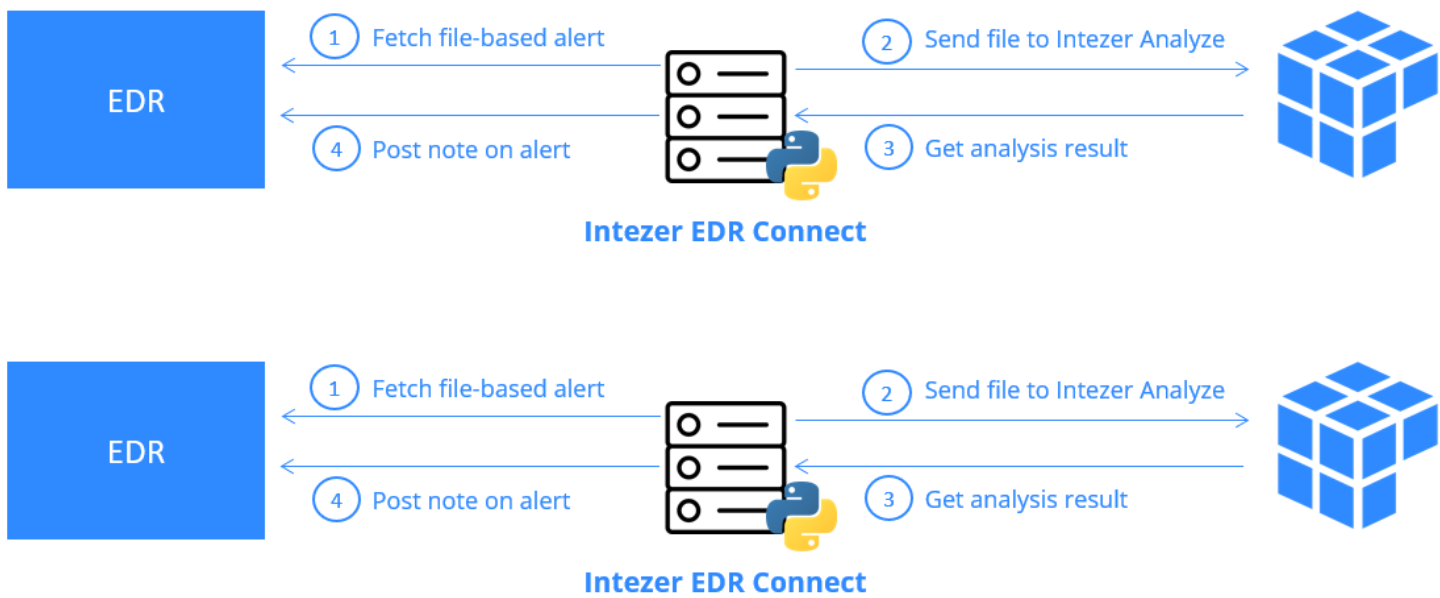 1 Fetch file-based alert
2 Send file to Intezer Analyze
EDR
4 Post note on alert
3 Get analysis result
Intezer EDR Connect
1 Fetch file-based alert
2 Send file to Intezer Analyze
EDR
4 Post note on alert
3 Get analysis result
Intezer EDR Connect